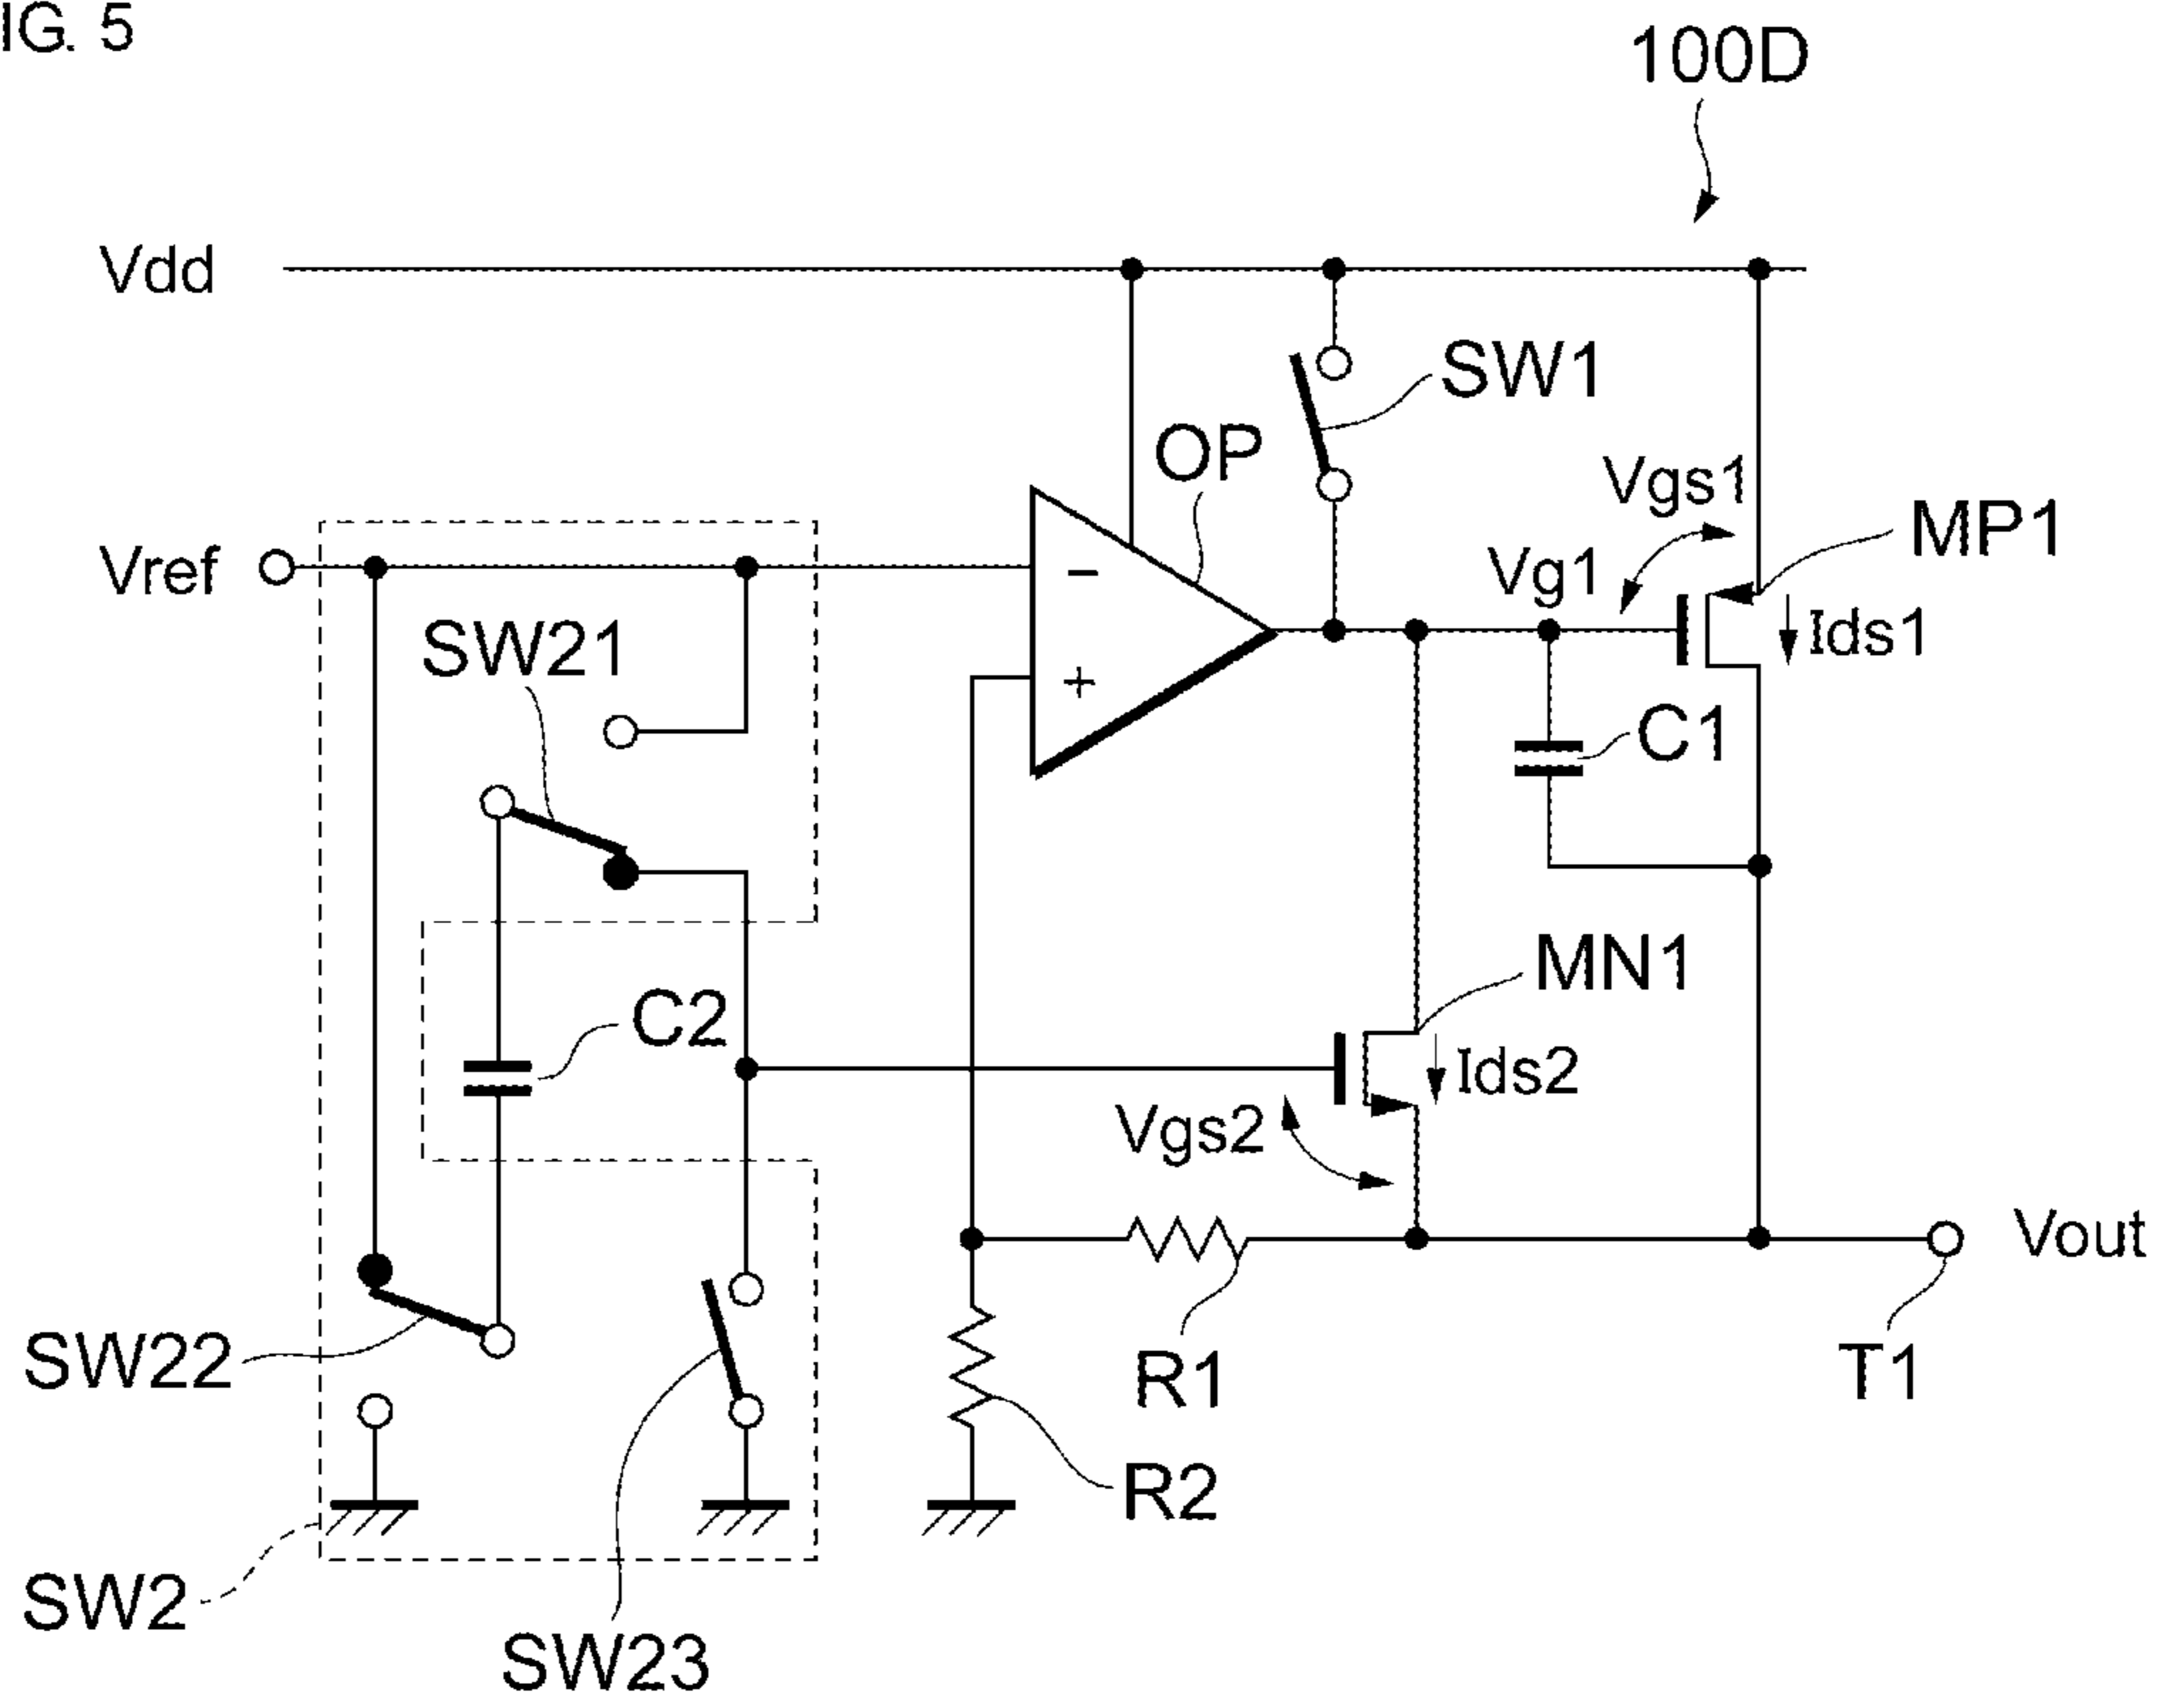 IG. 5
100D
Vdd
SW1
OP
Vgs1
MP1
Vref
Vg1
−
SW21
Ids1
+
C1
MN1
C2
Ids2
Vgs2
Vout
SW22
R1
T1
R2
SW2
SW23